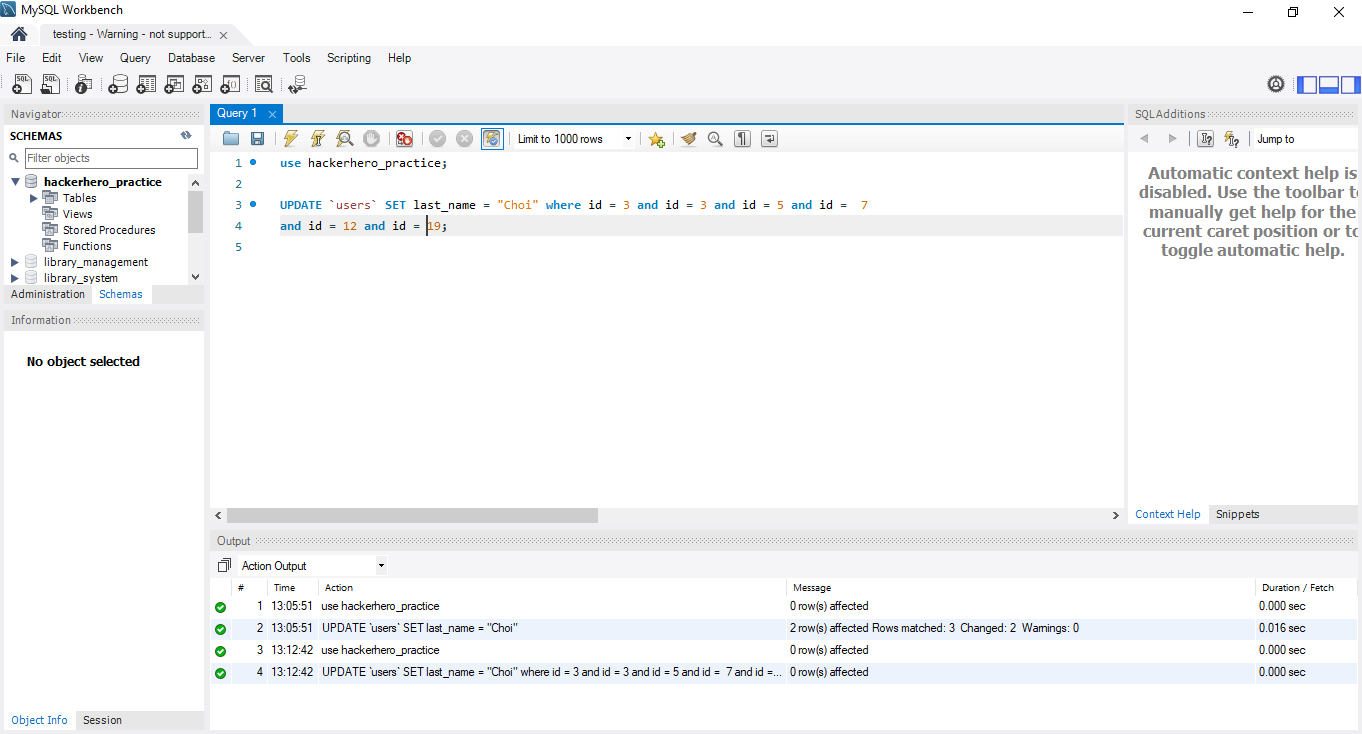 MySQL Workbench
testing - Warning - not support...
File Edit View Query Database Server Tools Scripting Help
Navigator
SCHEMAS
Filter objects
hackerhero_practice
Tables
Views
Stored Procedures
Functions
library_management
library_system
Administration Schemas
Information
No object selected
Object Info Session
Query 1
Limit to 1000 rows
1 use hackerhero_practice;
2
3 UPDATE `users` SET last_name = "Choi" where id = 3 and id = 3 and id = 5 and id =  7
4 and id = 12 and id = 19;
5
SQLAdditions
Jump to
Automatic context help is
disabled. Use the toolbar to
manually get help for the
current caret position or to
toggle automatic help.
Context Help Snippets
Output
Action Output
# Time Action Message Duration / Fetch
1 13:05:51 use hackerhero_practice 0 row(s) affected 0.000 sec
2 13:05:51 UPDATE `users` SET last_name = "Choi" 2 row(s) affected Rows matched: 3  Changed: 2  Warnings: 0 0.016 sec
3 13:12:42 use hackerhero_practice 0 row(s) affected 0.000 sec
4 13:12:42 UPDATE `users` SET last_name = "Choi" where id = 3 and id = 3 and id = 5 and id =  7 and id =... 0 row(s) affected 0.000 sec